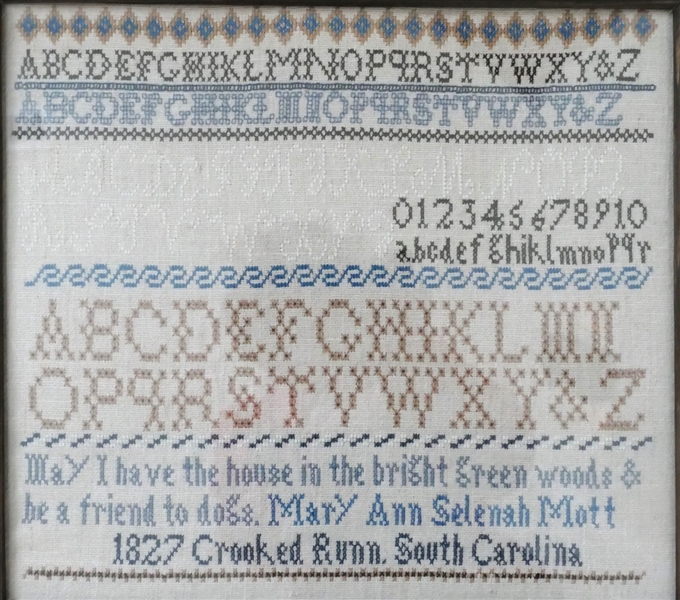 ABCDEFGHIKLMNOPQRSTVWXY&Z
ABCDEFGHIKLMNOPQRSTVWXY&Z
012345678910
abcdefghiklmnopqr
ABCDEFGHIKLMN
OPQRSTVWXY&Z
May I have the house in the bright green woods &
be a friend to dogs. Mary Ann Selenah Mott
1827 Crooked Runn. South Carolina